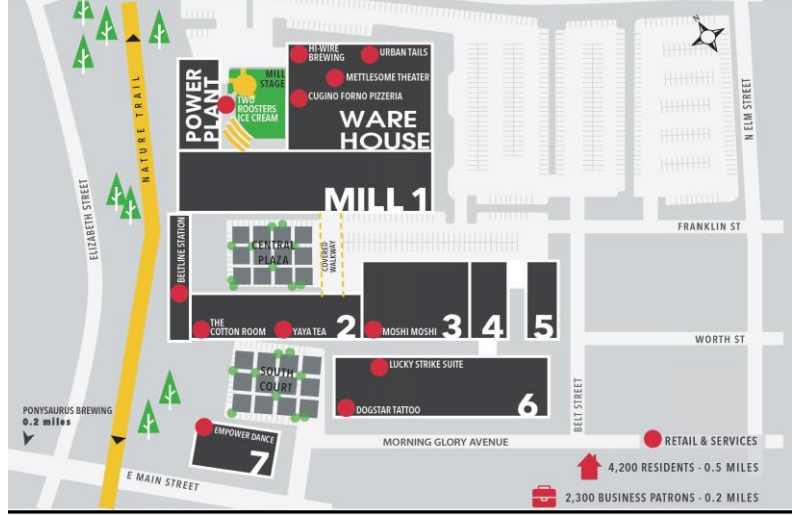 N
HI-WIRE
BREWING
URBAN TAILS
METTLESOME THEATER
CUGINO FORNO PIZZERIA
WARE
HOUSE
POWER
PLANT
MILL
STAGE
TWO
ROOSTERS
ICE CREAM
NATURE TRAIL
ELIZABETH STREET
N ELM STREET
MILL 1
FRANKLIN ST
BELTLINE STATION
CENTRAL
PLAZA
COVERED
WALKWAY
THE
COTTON ROOM
YAYA TEA
2
MOSHI MOSHI
3
4
5
WORTH ST
SOUTH
COURT
LUCKY STRIKE SUITE
DOGSTAR TATTOO
6
BELT STREET
PONYSAURUS BREWING
0.2 miles
EMPOWER DANCE
7
MORNING GLORY AVENUE
E MAIN STREET
RETAIL & SERVICES
4,200 RESIDENTS - 0.5 MILES
2,300 BUSINESS PATRONS - 0.2 MILES